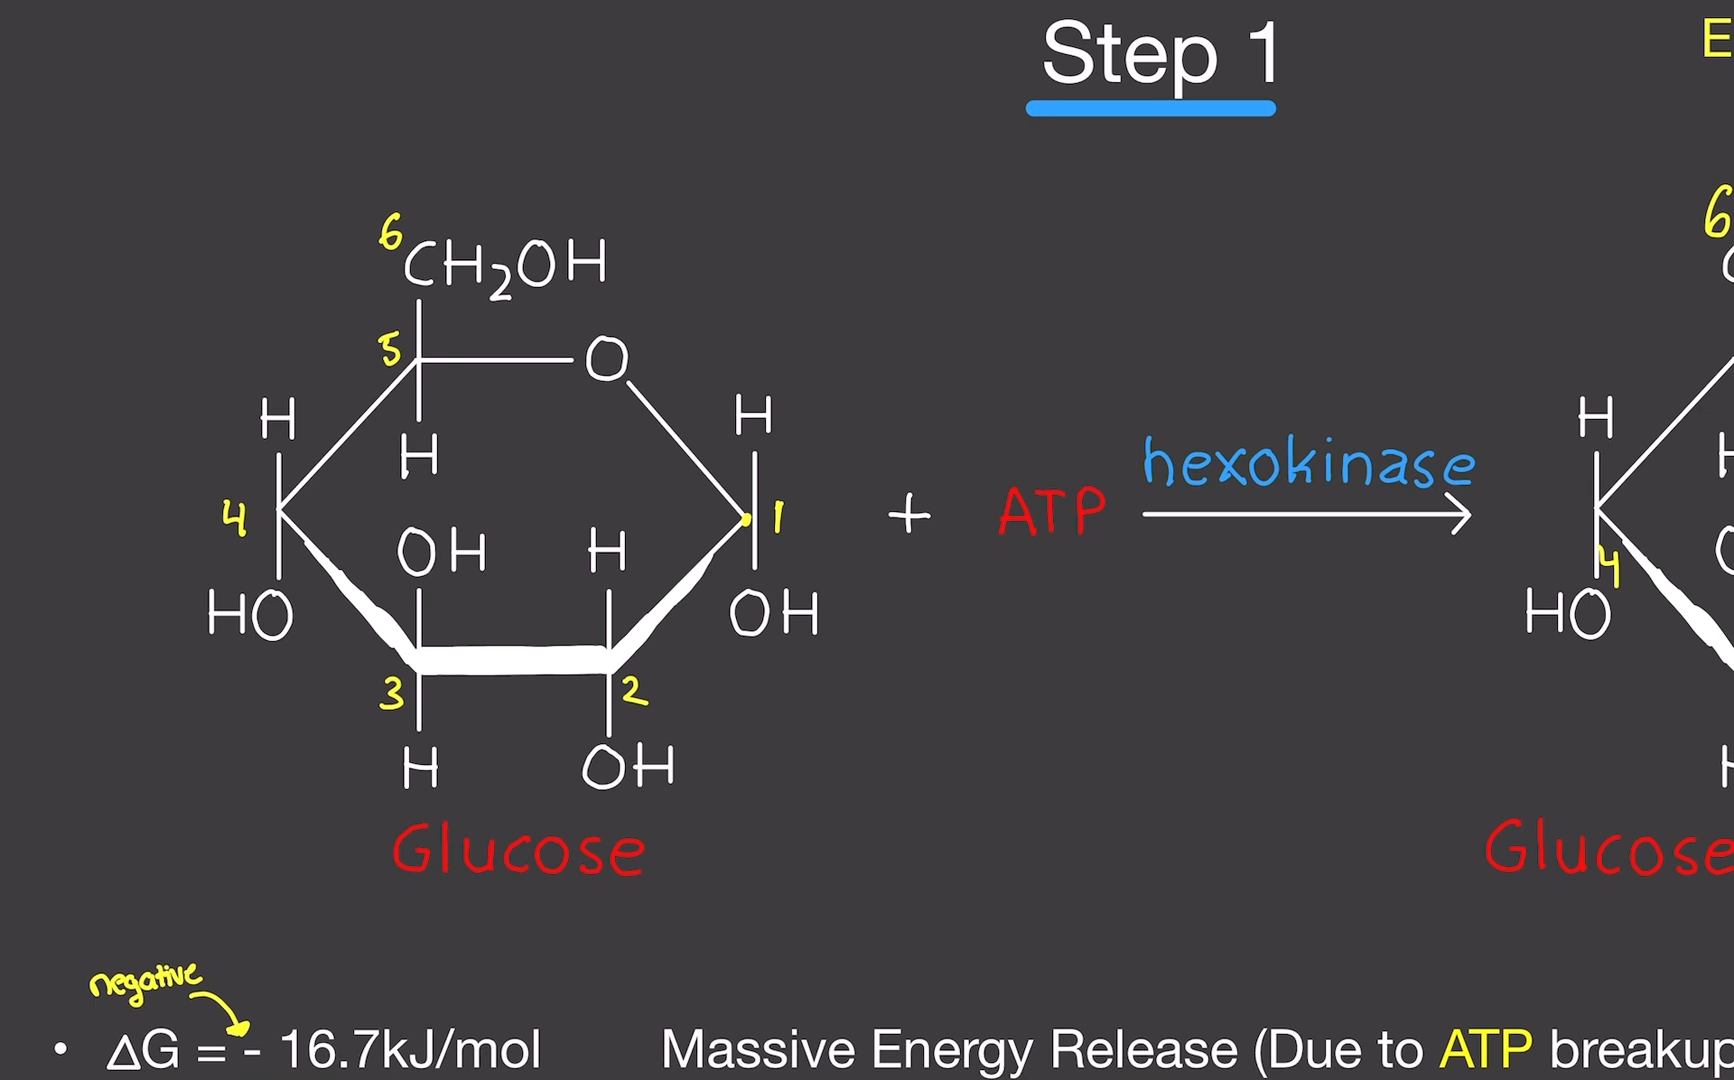 Step 1
E
6
CH₂OH
5
O
H
H
H
4
OH
H
1
HO
OH
3
2
H
OH
Glucose
+ ATP
hexokinase
6
H
4
HO
Glucose
negative
• ΔG = - 16.7kJ/mol
Massive Energy Release (Due to ATP breakup